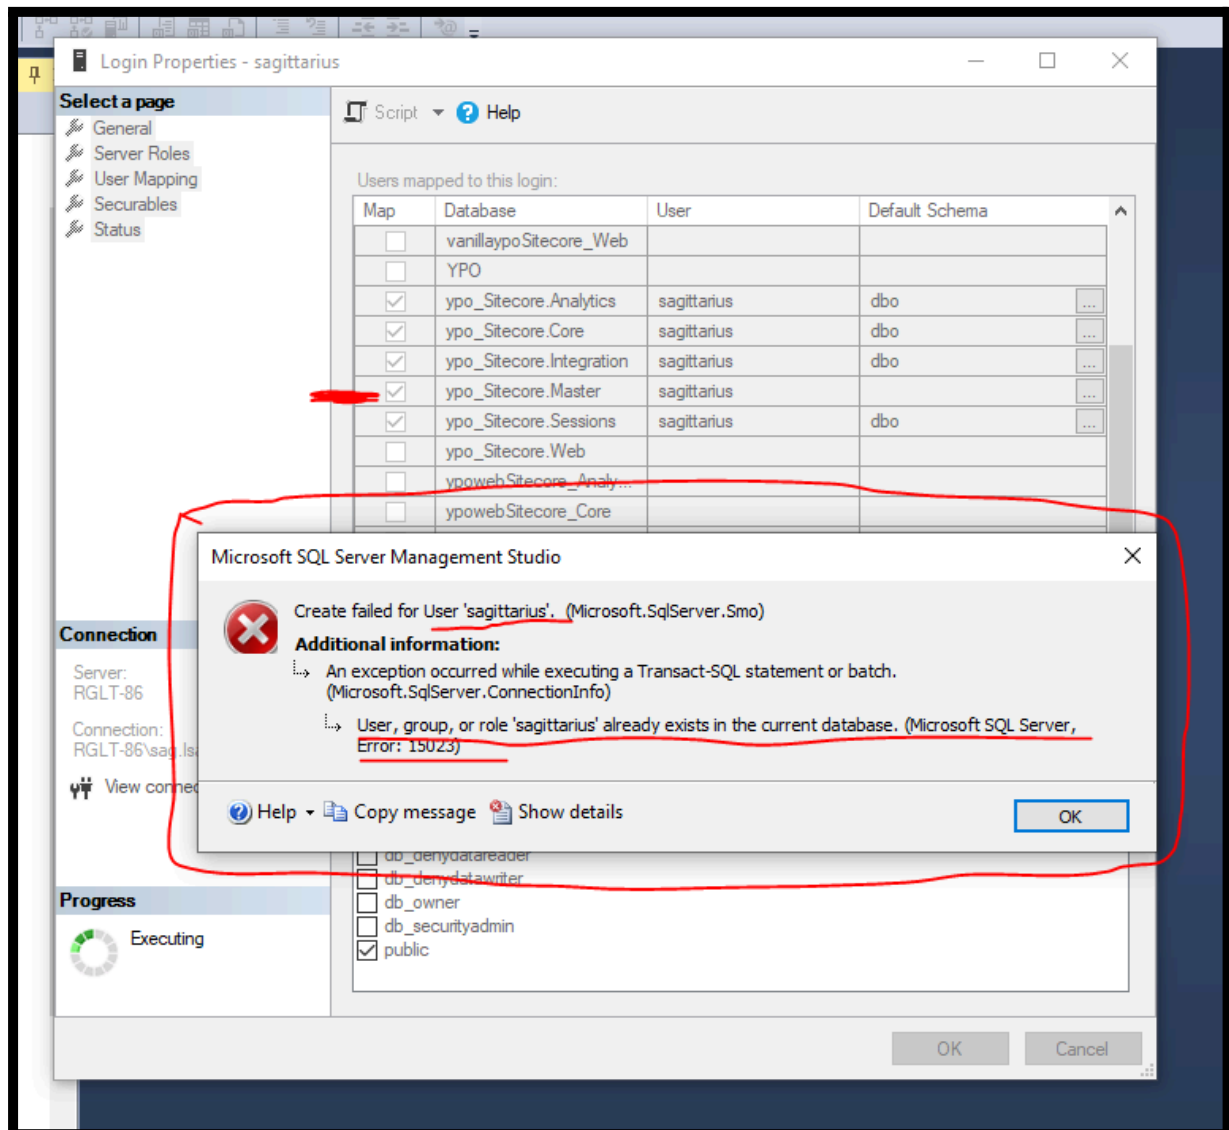 Login Properties - sagittarius
Select a page
General
Server Roles
User Mapping
Securables
Status
Script
Help
Users mapped to this login:
Map Database User Default Schema
vanillaypoSitecore_Web
YPO
ypo_Sitecore.Analytics sagittarius dbo ...
ypo_Sitecore.Core sagittarius dbo ...
ypo_Sitecore.Integration sagittarius dbo ...
ypo_Sitecore.Master sagittarius ...
ypo_Sitecore.Sessions sagittarius dbo ...
ypo_Sitecore.Web
ypowebSitecore_Analy...
ypowebSitecore_Core
Microsoft SQL Server Management Studio
Create failed for User 'sagittarius'. (Microsoft.SqlServer.Smo)
Additional information:
An exception occurred while executing a Transact-SQL statement or batch.
(Microsoft.SqlServer.ConnectionInfo)
User, group, or role 'sagittarius' already exists in the current database. (Microsoft SQL Server,
Error: 15023)
Help Copy message Show details
OK
Connection
Server:
RGLT-86
Connection:
View
db_denydatareader
db_denydatawriter
db_owner
db_securityadmin
public
Progress
Executing
OK Cancel